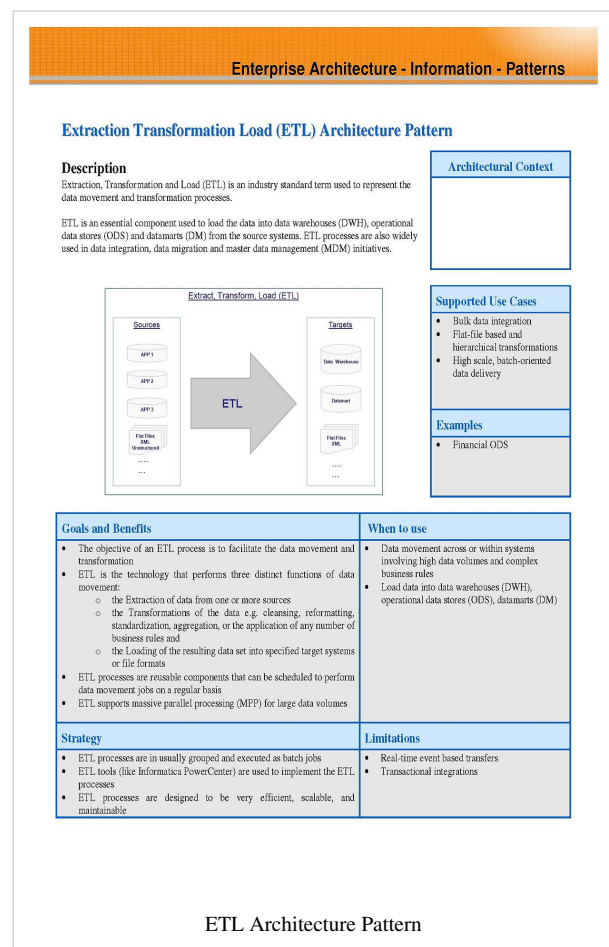 Enterprise Architecture - Information - Patterns
Extraction Transformation Load (ETL) Architecture Pattern
Description
Extraction, Transformation and Load (ETL) is an industry standard term used to represent the
data movement and transformation processes.
ETL is an essential component used to load the data into data warehouses (DWH), operational
data stores (ODS) and datamarts (DM) from the source systems. ETL processes are also widely
used in data integration, data migration and master data management (MDM) initiatives.
Architectural Context
Extract, Transform, Load (ETL)
Sources
APP 1
APP 2
APP 3
Flat Files
XML
Unstructured
....
...
ETL
Targets
Data Warehouse
Datamart
Flat Files
XML
....
...
Supported Use Cases
• Bulk data integration
• Flat-file based and
hierarchical transformations
• High scale, batch-oriented
data delivery
Examples
• Financial ODS
Goals and Benefits
• The objective of an ETL process is to facilitate the data movement and
transformation
• ETL is the technology that performs three distinct functions of data
movement:
o the Extraction of data from one or more sources
o the Transformations of the data e.g. cleansing, reformatting,
standardization, aggregation, or the application of any number of
business rules and
o the Loading of the resulting data set into specified target systems
or file formats
• ETL processes are reusable components that can be scheduled to perform
data movement jobs on a regular basis
• ETL supports massive parallel processing (MPP) for large data volumes
When to use
• Data movement across or within systems
involving high data volumes and complex
business rules
• Load data into data warehouses (DWH),
operational data stores (ODS), datamarts (DM)
Strategy
• ETL processes are in usually grouped and executed as batch jobs
• ETL tools (like Informatica PowerCenter) are used to implement the ETL
processes
• ETL processes are designed to be very efficient, scalable, and
maintainable
Limitations
• Real-time event based transfers
• Transactional integrations
ETL Architecture Pattern